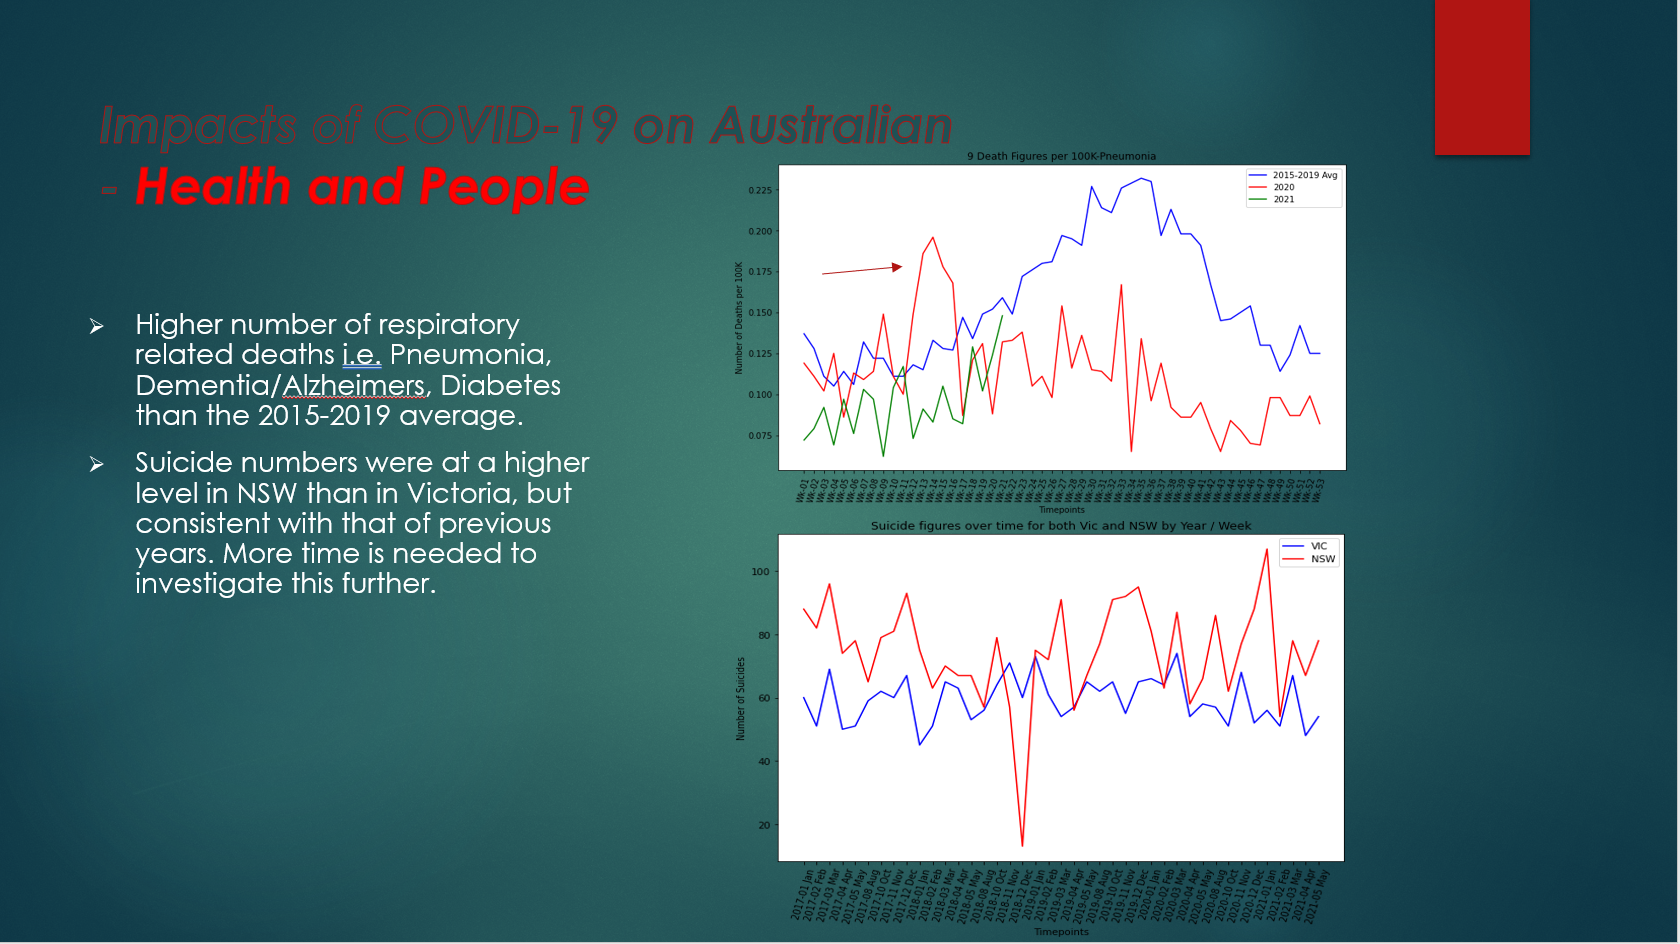 Impacts of COVID-19 on Australian
- Health and People
Higher number of respiratory
related deaths i.e. Pneumonia,
Dementia/Alzheimers, Diabetes
than the 2015-2019 average.
Suicide numbers were at a higher
level in NSW than in Victoria, but
consistent with that of previous
years. More time is needed to
investigate this further.
9 Death Figures per 100K-Pneumonia
2015-2019 Avg
2020
2021
Number of Deaths per 100K
0.225
0.200
0.175
0.150
0.125
0.100
0.075
Wk-01
Wk-02
Wk-03
Wk-04
Wk-05
Wk-06
Wk-07
Wk-08
Wk-09
Wk-10
Wk-11
Wk-12
Wk-13
Wk-14
Wk-15
Wk-16
Wk-17
Wk-18
Wk-19
Wk-20
Wk-21
Wk-22
Wk-23
Wk-24
Wk-25
Wk-26
Wk-27
Wk-28
Wk-29
Wk-30
Wk-31
Wk-32
Wk-33
Wk-34
Wk-35
Wk-36
Wk-37
Wk-38
Wk-39
Wk-40
Wk-41
Wk-42
Wk-43
Wk-44
Wk-45
Wk-46
Wk-47
Wk-48
Wk-49
Wk-50
Wk-51
Wk-52
Wk-53
Timepoints
Suicide figures over time for both Vic and NSW by Year / Week
VIC
NSW
Number of Suicides
100
80
60
40
20
2017-01 Jan
2017-02 Feb
2017-03 Mar
2017-04 Apr
2017-05 May
2017-08 Aug
2017-10 Oct
2017-11 Nov
2017-12 Dec
2018-01 Jan
2018-02 Feb
2018-03 Mar
2018-04 Apr
2018-05 May
2018-08 Aug
2018-10 Oct
2018-11 Nov
2018-12 Dec
2019-01 Jan
2019-02 Feb
2019-03 Mar
2019-04 Apr
2019-05 May
2019-08 Aug
2019-10 Oct
2019-11 Nov
2019-12 Dec
2020-01 Jan
2020-02 Feb
2020-03 Mar
2020-04 Apr
2020-05 May
2020-08 Aug
2020-10 Oct
2020-11 Nov
2020-12 Dec
2021-01 Jan
2021-02 Feb
2021-03 Mar
2021-04 Apr
2021-05 May
Timepoints